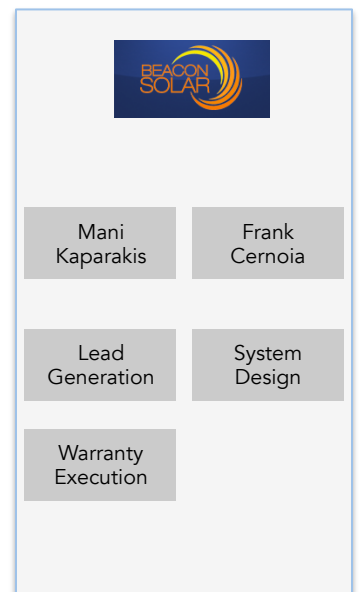 BEACON
SOLAR
Mani
Kaparakis
Frank
Cernoia
Lead
Generation
System
Design
Warranty
Execution